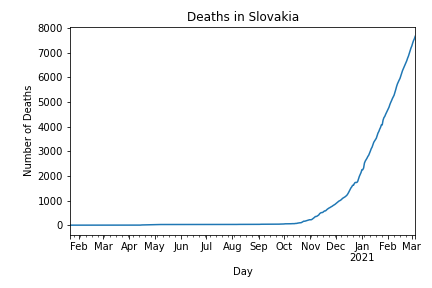 Deaths in Slovakia
8000
7000
6000
5000
4000
3000
2000
1000
0
Number of Deaths
Feb Mar Apr May Jun Jul Aug Sep Oct Nov Dec Jan Feb Mar
2021
Day